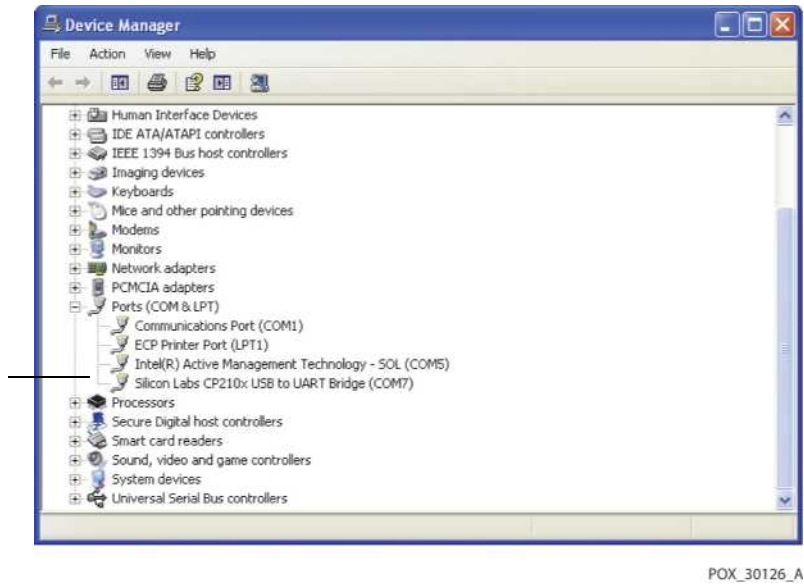 Device Manager
File Action View Help
Human Interface Devices
IDE ATA/ATAPI controllers
IEEE 1394 Bus host controllers
Imaging devices
Keyboards
Mice and other pointing devices
Modems
Monitors
Network adapters
PCMCIA adapters
Ports (COM & LPT)
Communications Port (COM1)
ECP Printer Port (LPT1)
Intel(R) Active Management Technology - SOL (COM5)
Silicon Labs CP210x USB to UART Bridge (COM7)
Processors
Secure Digital host controllers
Smart card readers
Sound, video and game controllers
System devices
Universal Serial Bus controllers
POX_30126_A